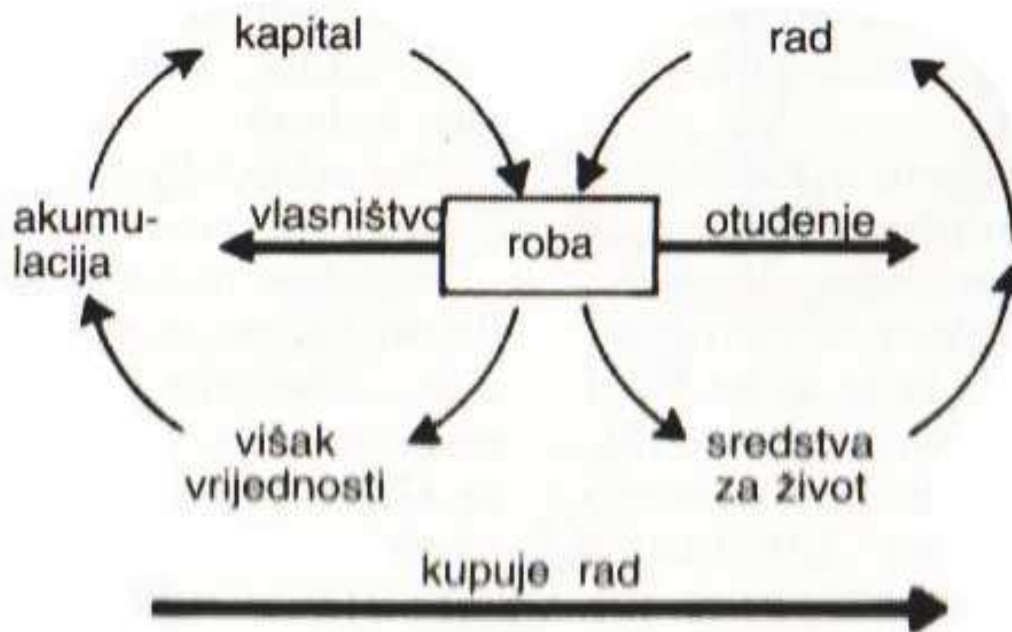 kapital
rad
akumu-
lacija
vlasništvo
roba
otuđenje
višak
vrijednosti
sredstva
za život
kupuje rad